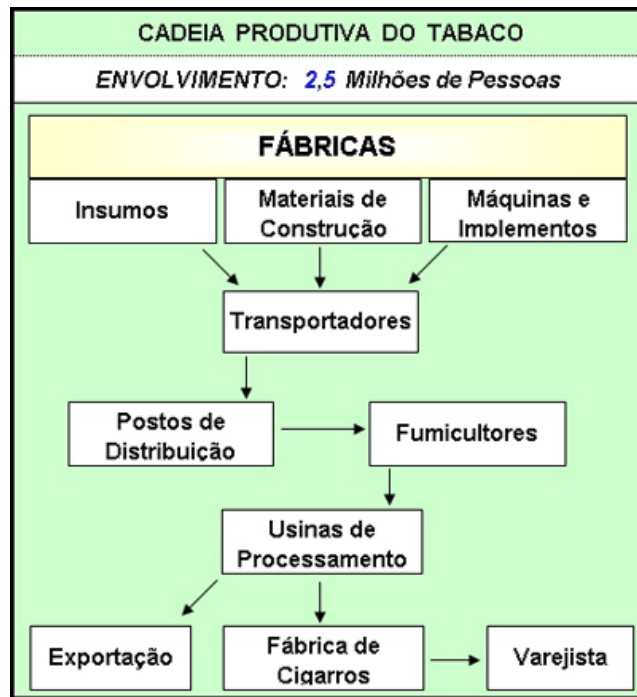 CADEIA PRODUTIVA DO TABACO
ENVOLVIMENTO: 2,5 Milhões de Pessoas
FÁBRICAS
Insumos
Materiais de
Construção
Máquinas e
Implementos
Transportadores
Postos de
Distribuição
Fumicultores
Usinas de
Processamento
Exportação
Fábrica de
Cigarros
Varejista